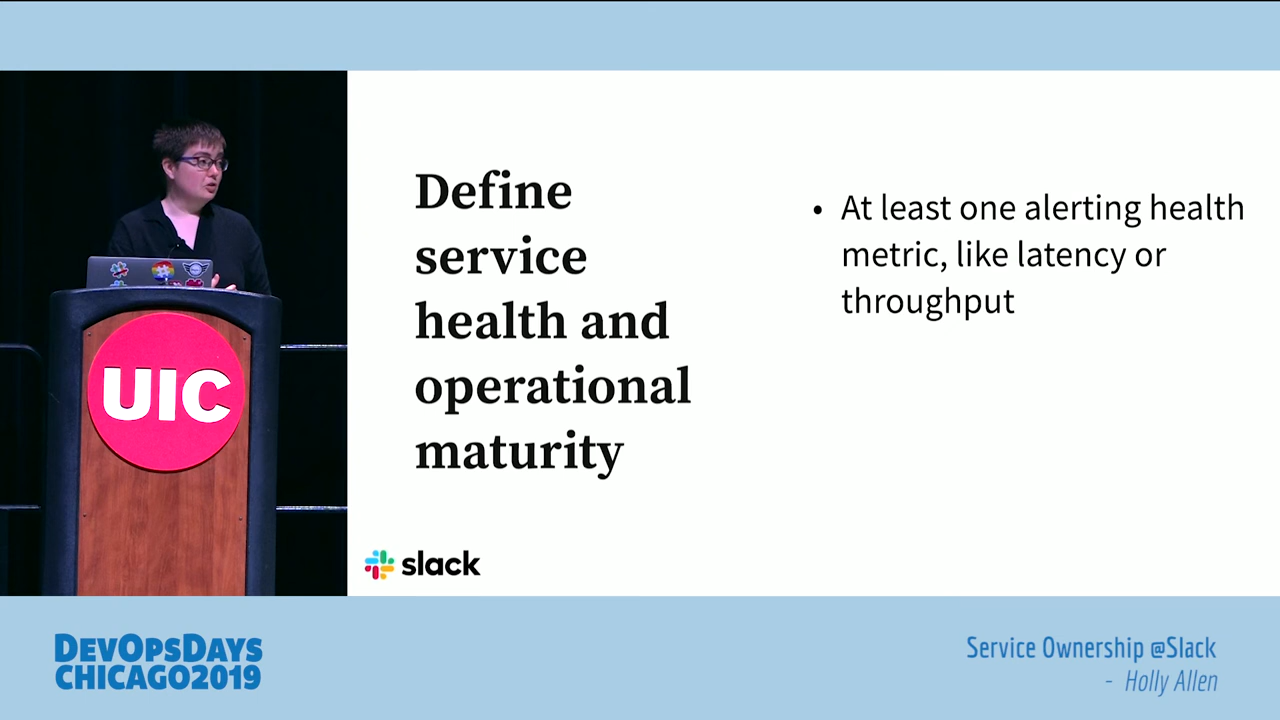 Define
service
health and
operational
maturity
• At least one alerting health
metric, like latency or
throughput
UIC
slack
DEVOPSDAYS
CHICAGO2019
Service Ownership @Slack
- Holly Allen